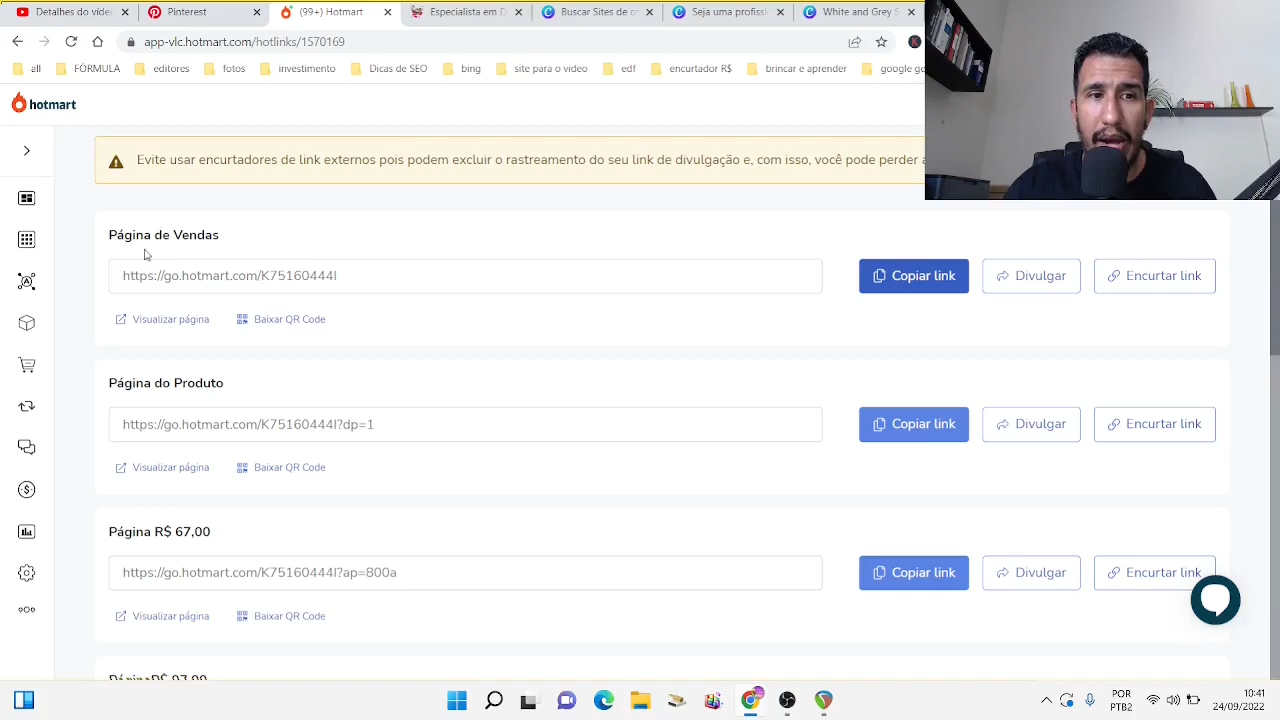 Detalhes do víde
Pinterest
(99+) Hotmart
Especialista em D
Buscar Sites de c
Seja uma profissi
White and Grey S
app-vlc.hotmart.com/hotlinks/1570169
all
FÓRMULA
editores
fotos
investimento
Dicas de SEO
bing
site para o video
edf
encurtador R$
brincar e aprender
google ge
hotmart
Evite usar encurtadores de link externos pois podem excluir o rastreamento do seu link de divulgação e, com isso, você pode perder
Página de Vendas
https://go.hotmart.com/K75160444I
Copiar link
Divulgar
Encurtar link
Visualizar página
Baixar QR Code
Página do Produto
https://go.hotmart.com/K75160444I?dp=1
Copiar link
Divulgar
Encurtar link
Visualizar página
Baixar QR Code
Página R$ 67,00
https://go.hotmart.com/K75160444I?ap=800a
Copiar link
Divulgar
Encurtar link
Visualizar página
Baixar QR Code
POR
PTB2
10:41
24/09/2022